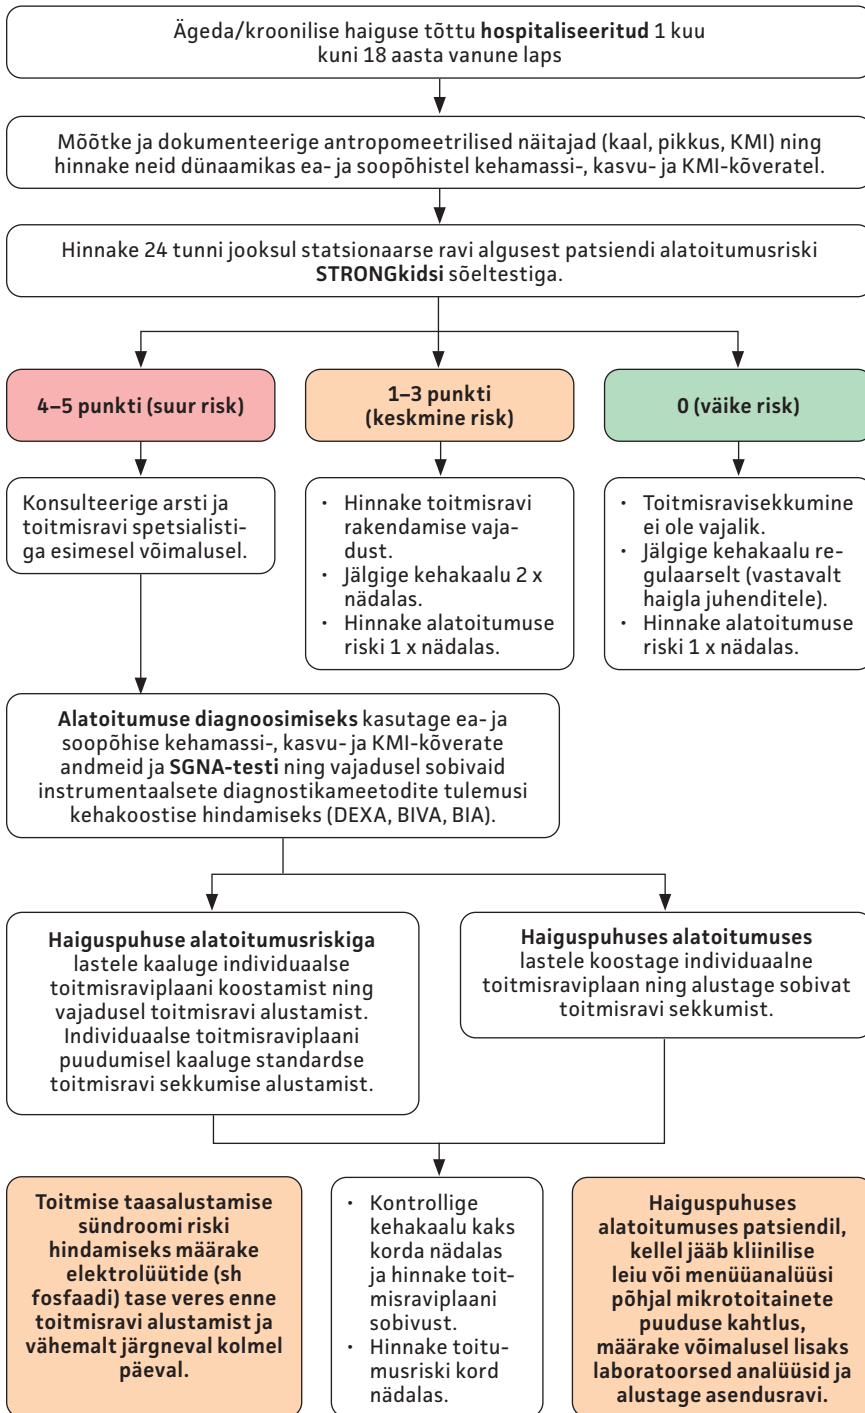 Ägeda/kroonilise haiguse tõttu hospitaliseeritud 1 kuu
kuni 18 aasta vanune laps
Mõõtke ja dokumenteerige antropomeetrilised näitajad (kaal, pikkus, KMI) ning
hinnake neid dünaamikas ea- ja soopõhistel kehamassi-, kasvu- ja KMI-kõveratel.
Hinnake 24 tunni jooksul statsionaarse ravi algusest patsiendi alatoitumusriski
STRONGkidsi sõeltestiga.
4–5 punkti (suur risk)
1–3 punkti
(keskmine risk)
0 (väike risk)
Konsulteerige arsti ja
toitmisravi spetsialisti-
ga esimesel võimalusel.
• Hinnake toitmisravi
rakendamise vaja-
dust.
• Jälgige kehakaalu 2 x
nädalas.
• Hinnake alatoitumuse
riski 1 x nädalas.
• Toitmisravisekkumine
ei ole vajalik.
• Jälgige kehakaalu re-
gulaarselt (vastavalt
haigla juhenditele).
• Hinnake alatoitumuse
riski 1 x nädalas.
Alatoitumuse diagnoosimiseks kasutage ea- ja
soopõhise kehamassi-, kasvu- ja KMI-kõverate
andmeid ja SGNA-testi ning vajadusel sobivaid
instrumentaalsete diagnostikameetodite tulemusi
kehakoostise hindamiseks (DEXA, BIVA, BIA).
Haiguspuhuse alatoitumusriskiga
lastele kaaluge individuaalse
toitmisraviplaani koostamist ning
vajadusel toitmisravi alustamist.
Individuaalse toitmisraviplaani
puudumisel kaaluge standardse
toitmisravi sekkumise alustamist.
Haiguspuhuses alatoitumuses
lastele koostage individuaalne
toitmisraviplaan ning alustage sobivat
toitmisravi sekkumist.
Toitmise taasalustamise
sündroomi riski
hindamiseks määrake
elektrolüütide (sh
fosfaadi) tase veres enne
toitmisravi alustamist ja
vähemalt järgneval kolmel
päeval.
• Kontrollige
kehakaalu kaks
korda nädalas
ja hinnake toit-
misraviplaani
sobivust.
• Hinnake toitu-
musriski kord
nädalas.
Haiguspuhuses
alatoitumuses patsiendil,
kellel jääb kliinilise
leiu või menüüanalüüsi
põhjal mikrotoitainete
puuduse kahtlus,
määrake võimalusel lisaks
laboratoorsed analüüsid ja
alustage asendusravi.